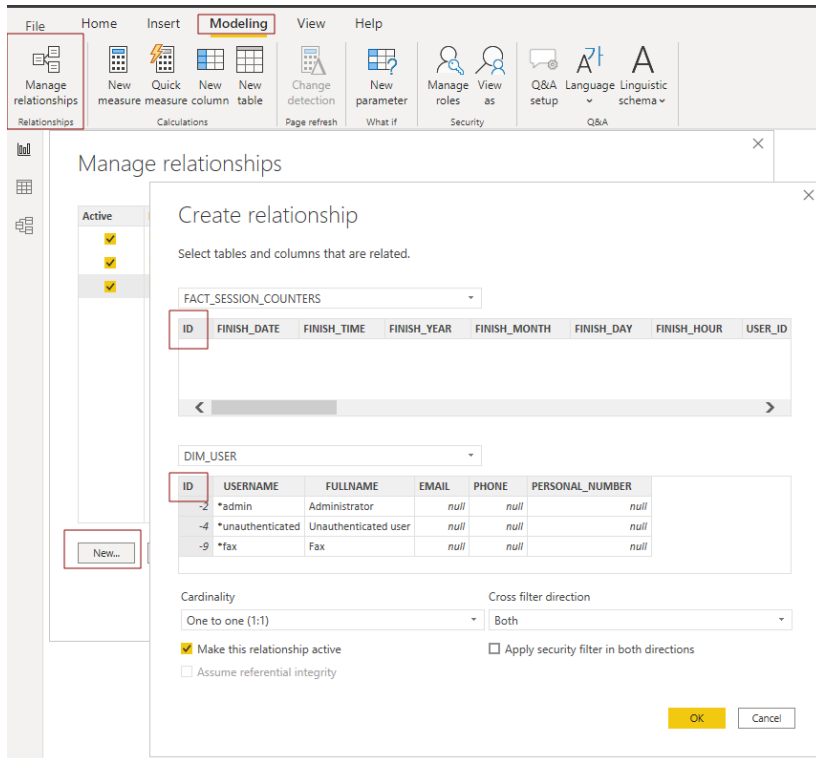 File Home Insert Modeling View Help
Manage relationships
New measure
Quick measure
New column
New table
Change detection
New parameter
Manage roles
View as
Q&A setup
Language
Linguistic schema
Relationships Calculations Page refresh What if Security Q&A
Manage relationships
Active
Create relationship
Select tables and columns that are related.
FACT_SESSION_COUNTERS
ID FINISH_DATE FINISH_TIME FINISH_YEAR FINISH_MONTH FINISH_DAY FINISH_HOUR USER_ID
DIM_USER
ID USERNAME FULLNAME EMAIL PHONE PERSONAL_NUMBER
-2 *admin Administrator null null null
-4 *unauthenticated Unauthenticated user null null null
-9 *fax Fax null null null
New...
Cardinality Cross filter direction
One to one (1:1) Both
Make this relationship active Apply security filter in both directions
Assume referential integrity
OK Cancel